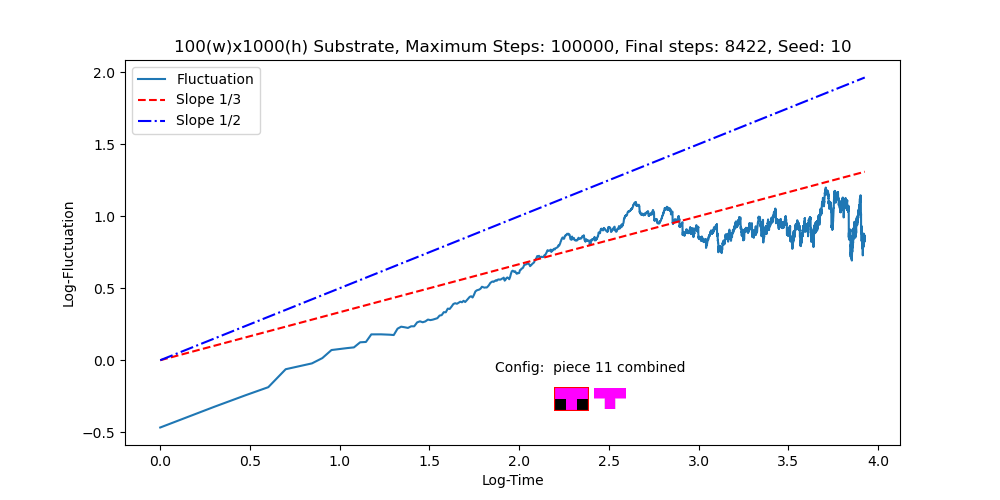 100(w)x1000(h) Substrate, Maximum Steps: 100000, Final steps: 8422, Seed: 10
Fluctuation
Slope 1/3
Slope 1/2
2.0
1.5
1.0
0.5
0.0
−0.5
Log-Fluctuation
Config:  piece 11 combined
0.0
0.5
1.0
1.5
2.0
2.5
3.0
3.5
4.0
Log-Time